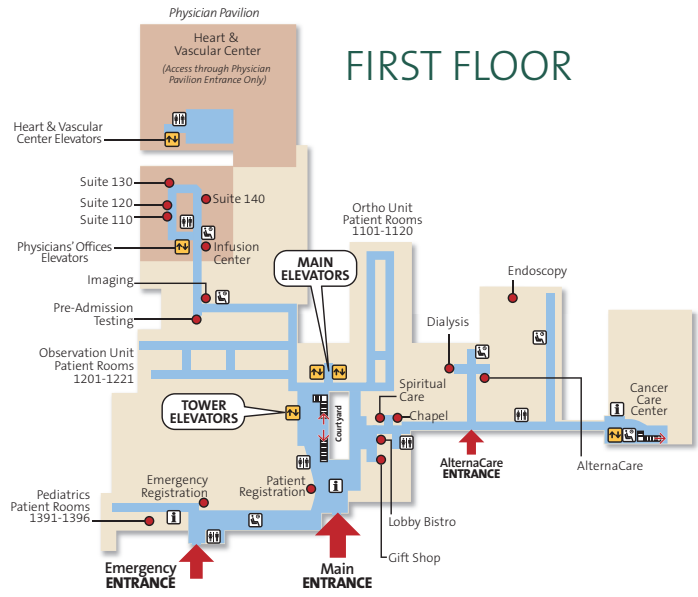 Physician Pavilion
Heart &
Vascular Center
(Access through Physician
Pavilion Entrance Only)
FIRST FLOOR
Heart & Vascular
Center Elevators
Suite 130
Suite 120
Suite 110
Suite 140
Physicians' Offices
Elevators
Infusion
Center
Imaging
Pre-Admission
Testing
Observation Unit
Patient Rooms
1201-1221
MAIN
ELEVATORS
Ortho Unit
Patient Rooms
1101-1120
Endoscopy
Dialysis
TOWER
ELEVATORS
Courtyard
Spiritual
Care
Chapel
Cancer
Care
Center
i
AlternaCare
ENTRANCE
AlternaCare
Emergency
Registration
Patient
Registration
i
Pediatrics
Patient Rooms
1391-1396
i
Lobby Bistro
Gift Shop
Emergency
ENTRANCE
Main
ENTRANCE